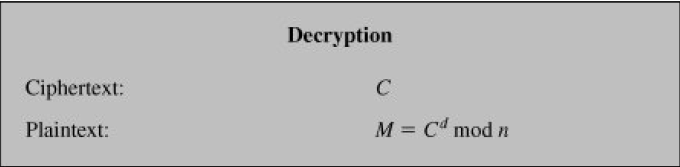 Decryption
Ciphertext: C
Plaintext: M = C^d mod n